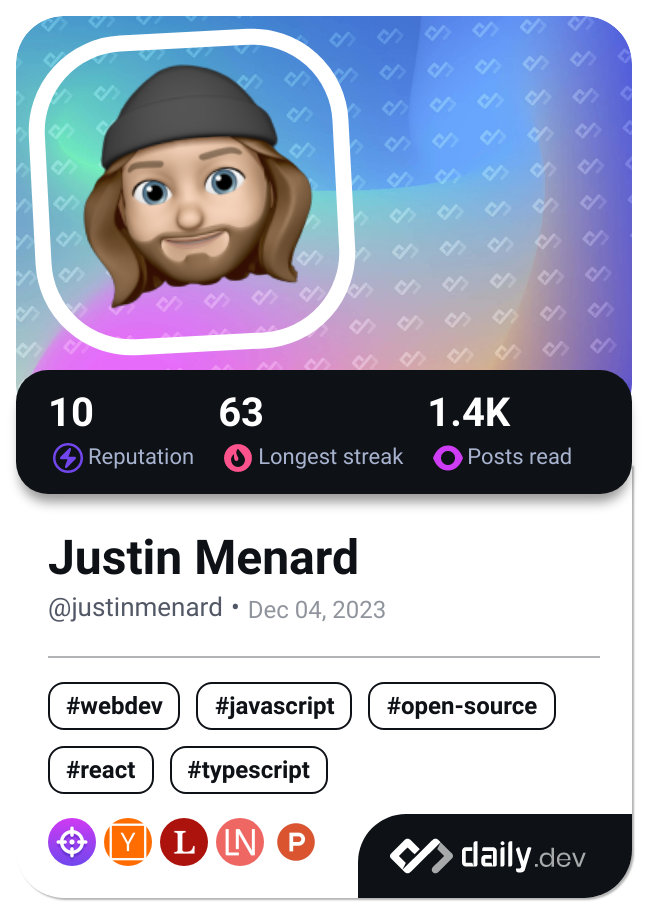 10 63 1.4K
Reputation Longest streak Posts read
Justin Menard
@justinmenard • Dec 04, 2023
#webdev #javascript #open-source
#react #typescript
Y L LN P
daily.dev